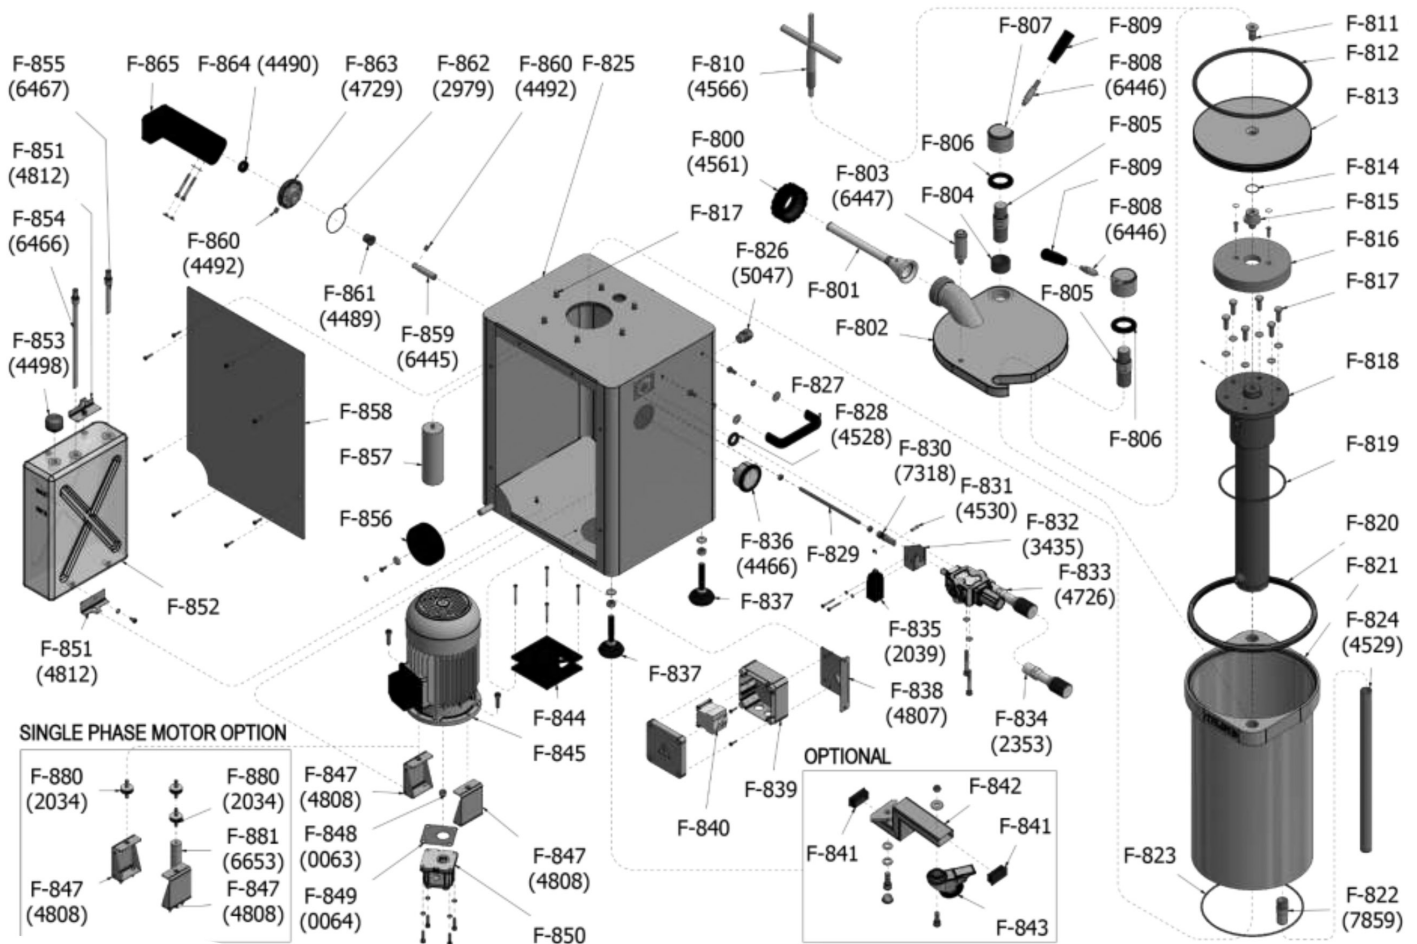 F-855
(6467)
F-865
F-864 (4490)
F-863
(4729)
F-862
(2979)
F-860
(4492)
F-825
F-810
(4566)
F-807
F-809
F-808
(6446)
F-811
F-812
F-813
F-851
(4812)
F-800
(4561)
F-806
F-805
F-803
(6447)
F-804
F-809
F-808
(6446)
F-814
F-815
F-854
(6466)
F-860
(4492)
F-817
F-826
(5047)
F-801
F-802
F-805
F-816
F-817
F-861
(4489)
F-859
(6445)
F-853
(4498)
F-827
F-828
(4528)
F-806
F-818
F-858
F-857
F-830
(7318)
F-831
(4530)
F-819
F-856
F-836
(4466)
F-829
F-832
(3435)
F-833
(4726)
F-820
F-821
F-824
(4529)
F-852
F-851
(4812)
F-837
F-835
(2039)
F-837
F-838
(4807)
F-834
(2353)
F-844
F-845
SINGLE PHASE MOTOR OPTION
F-880
(2034)
F-880
(2034)
F-881
(6653)
F-847
(4808)
F-847
(4808)
F-847
(4808)
F-848
(0063)
F-849
(0064)
F-847
(4808)
F-850
F-839
F-840
OPTIONAL
F-842
F-841
F-841
F-843
F-823
F-822
(7859)